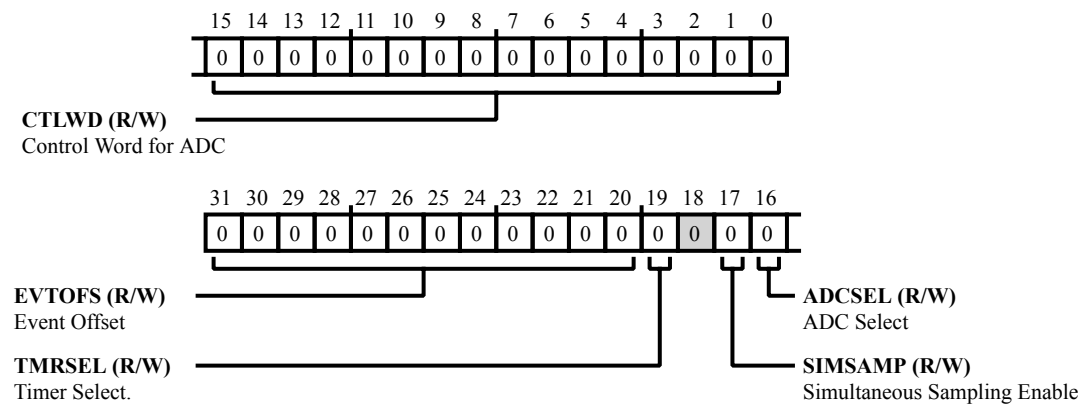 15 14 13 12 11 10 9 8 7 6 5 4 3 2 1 0
0 0 0 0 0 0 0 0 0 0 0 0 0 0 0 0
CTLWD (R/W)
Control Word for ADC
31 30 29 28 27 26 25 24 23 22 21 20 19 18 17 16
0 0 0 0 0 0 0 0 0 0 0 0 0 0 0 0
EVTOFS (R/W)
Event Offset
ADCSEL (R/W)
ADC Select
TMRSEL (R/W)
Timer Select.
SIMSAMP (R/W)
Simultaneous Sampling Enable